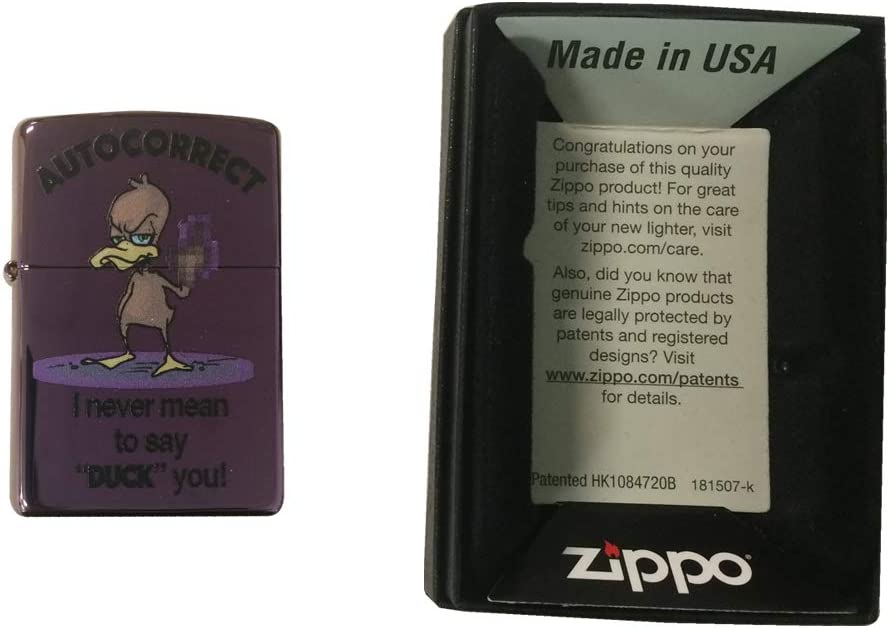 AUTOCORRECT
I never mean
to say
"DUCK" you!
Made in USA
Congratulations on your
purchase of this quality
Zippo product! For great
tips and hints on the care
of your new lighter, visit
zippo.com/care.
Also, did you know that
genuine Zippo products
are legally protected by
patents and registered
designs? Visit
www.zippo.com/patents
for details.
Patented HK1084720B 181507-k
zippo